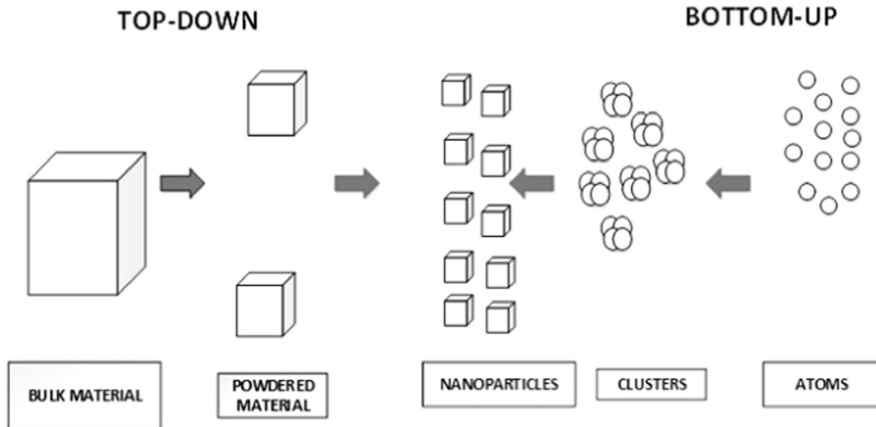 TOP-DOWN
BOTTOM-UP
BULK MATERIAL
POWDERED
MATERIAL
NANOPARTICLES
CLUSTERS
ATOMS